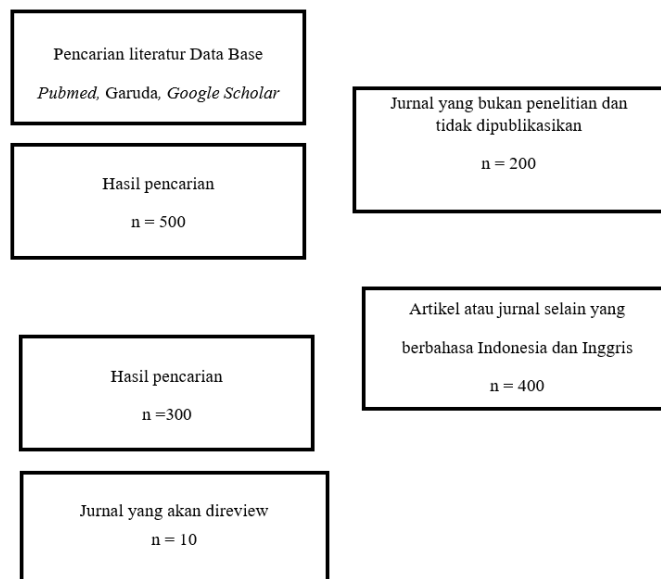 Pencarian literatur Data Base
Pubmed, Garuda, Google Scholar
Jurnal yang bukan penelitian dan
tidak dipublikasikan
n = 200
Hasil pencarian
n = 500
Artikel atau jurnal selain yang
berbahasa Indonesia dan Inggris
n = 400
Hasil pencarian
n =300
Jurnal yang akan direview
n = 10